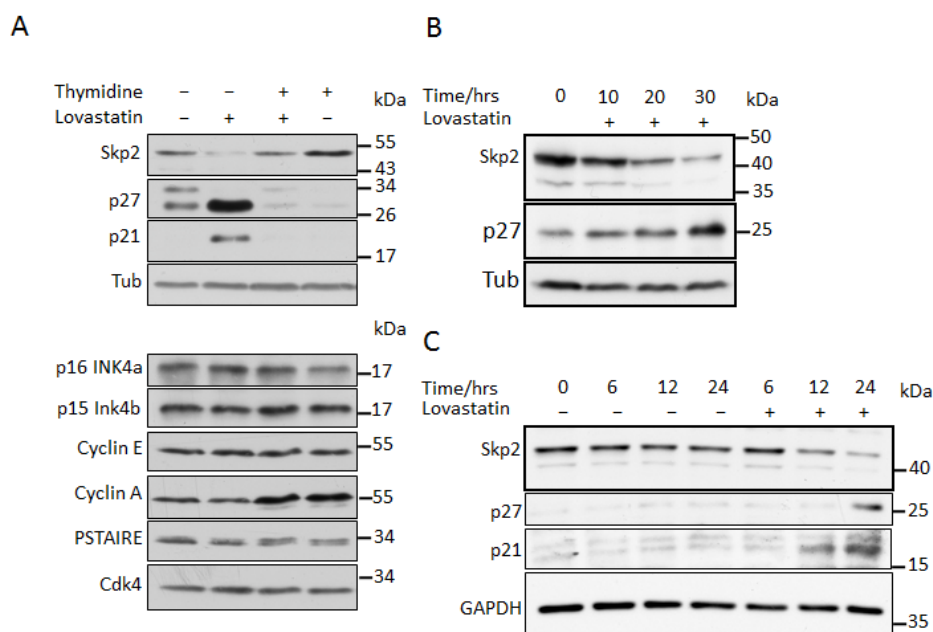 A
Thymidine – – + + kDa
Lovastatin – + + –
Skp2 55
43
p27 34
26
p21
17
Tub
kDa
p16 INK4a 17
p15 Ink4b 17
Cyclin E 55
Cyclin A 55
PSTAIRE 34
Cdk4 34
B
Time/hrs 0 10 20 30 kDa
Lovastatin + + +
50
Skp2 40
35
p27 25
Tub
C
Time/hrs 0 6 12 24 6 12 24 kDa
Lovastatin – – – – + + +
Skp2
40
p27 25
p21
15
GAPDH
35